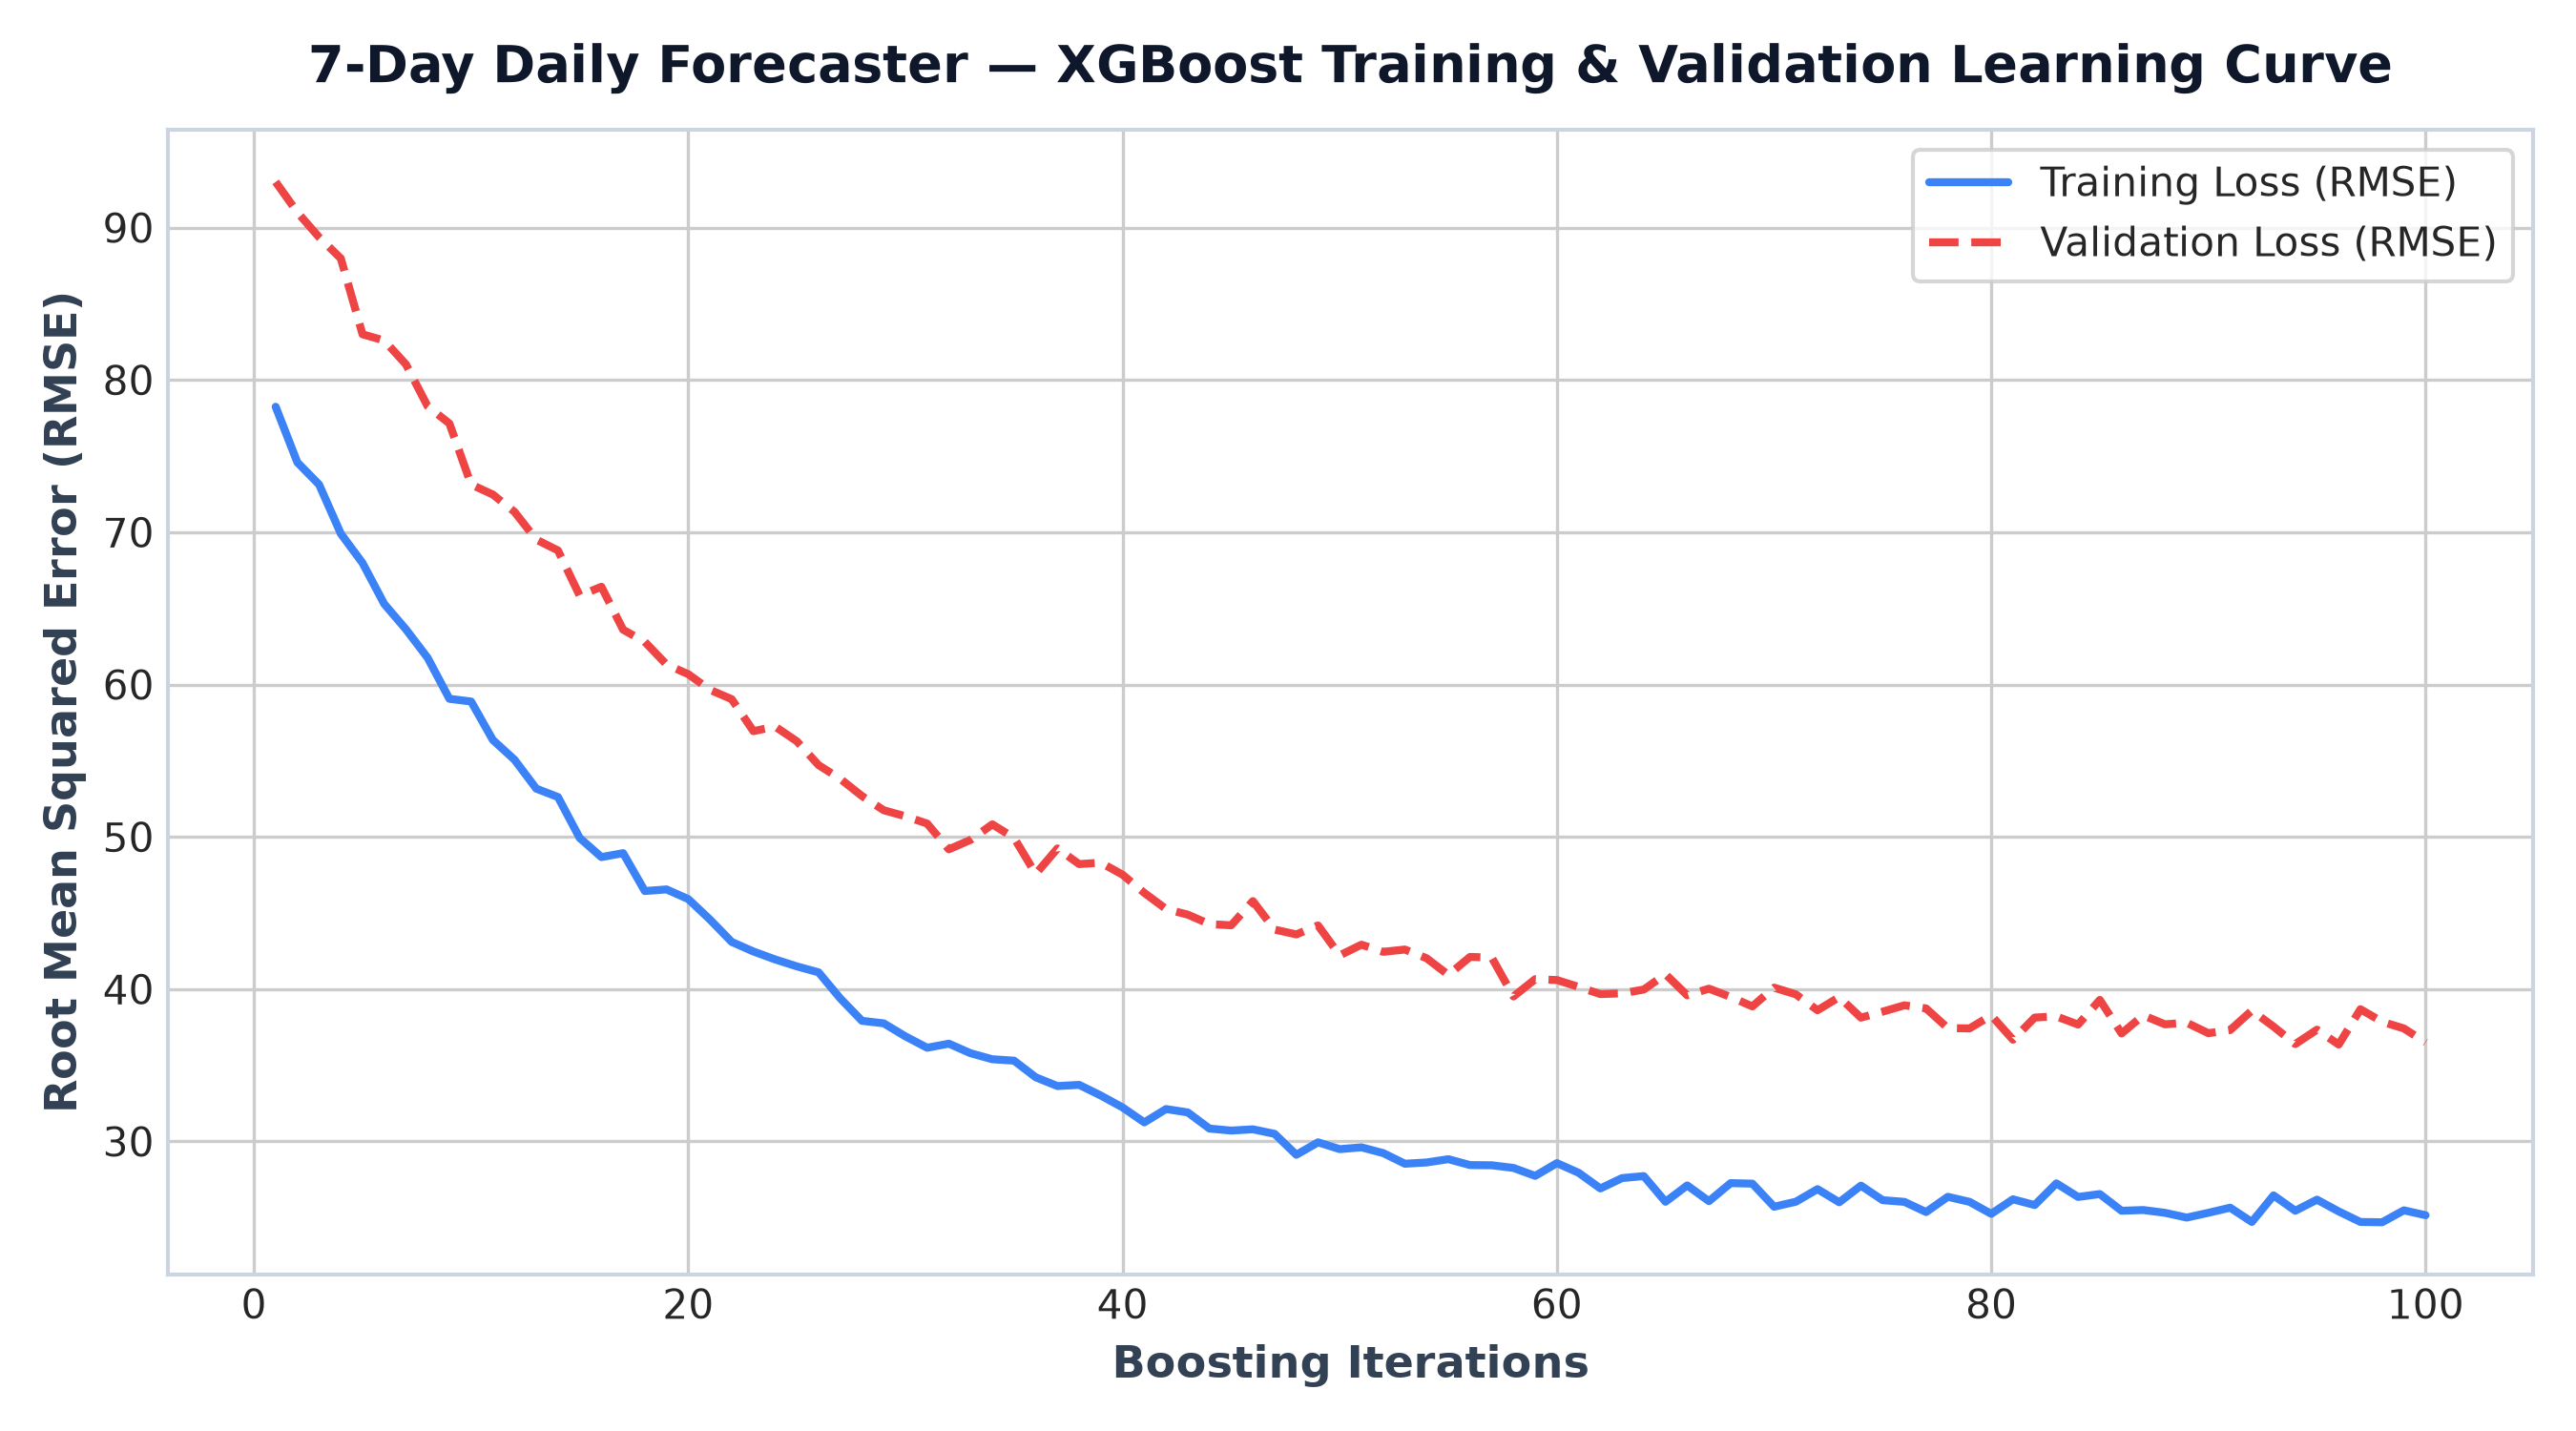 7-Day Daily Forecaster — XGBoost Training & Validation Learning Curve
Training Loss (RMSE)
Validation Loss (RMSE)
Root Mean Squared Error (RMSE)
90
80
70
60
50
40
30
0 20 40 60 80 100
Boosting Iterations